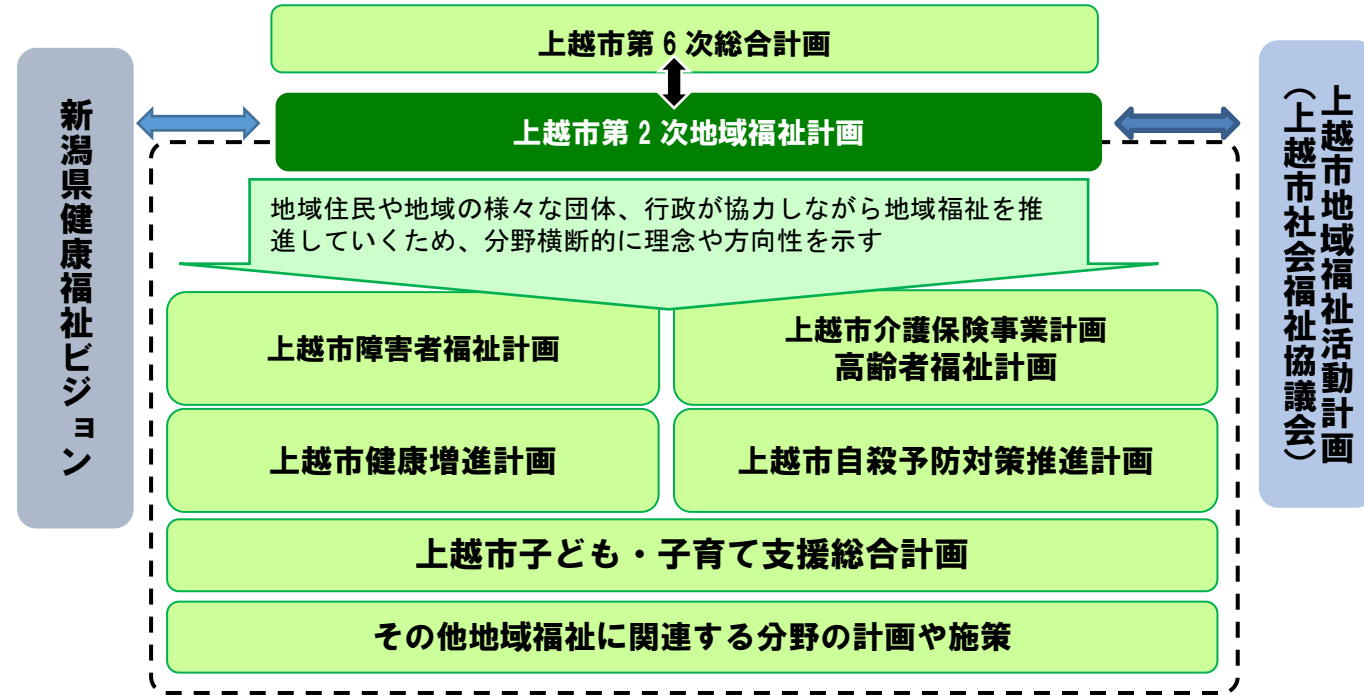 上越市第6次総合計画
新潟県健康福祉ビジョン
上越市第2次地域福祉計画
上越市地域福祉活動計画
（上越市社会福祉協議会）
地域住民や地域の様々な団体、行政が協力しながら地域福祉を推
進していくため、分野横断的に理念や方向性を示す
上越市障害者福祉計画
上越市介護保険事業計画
高齢者福祉計画
上越市健康増進計画
上越市自殺予防対策推進計画
上越市子ども・子育て支援総合計画
その他地域福祉に関連する分野の計画や施策